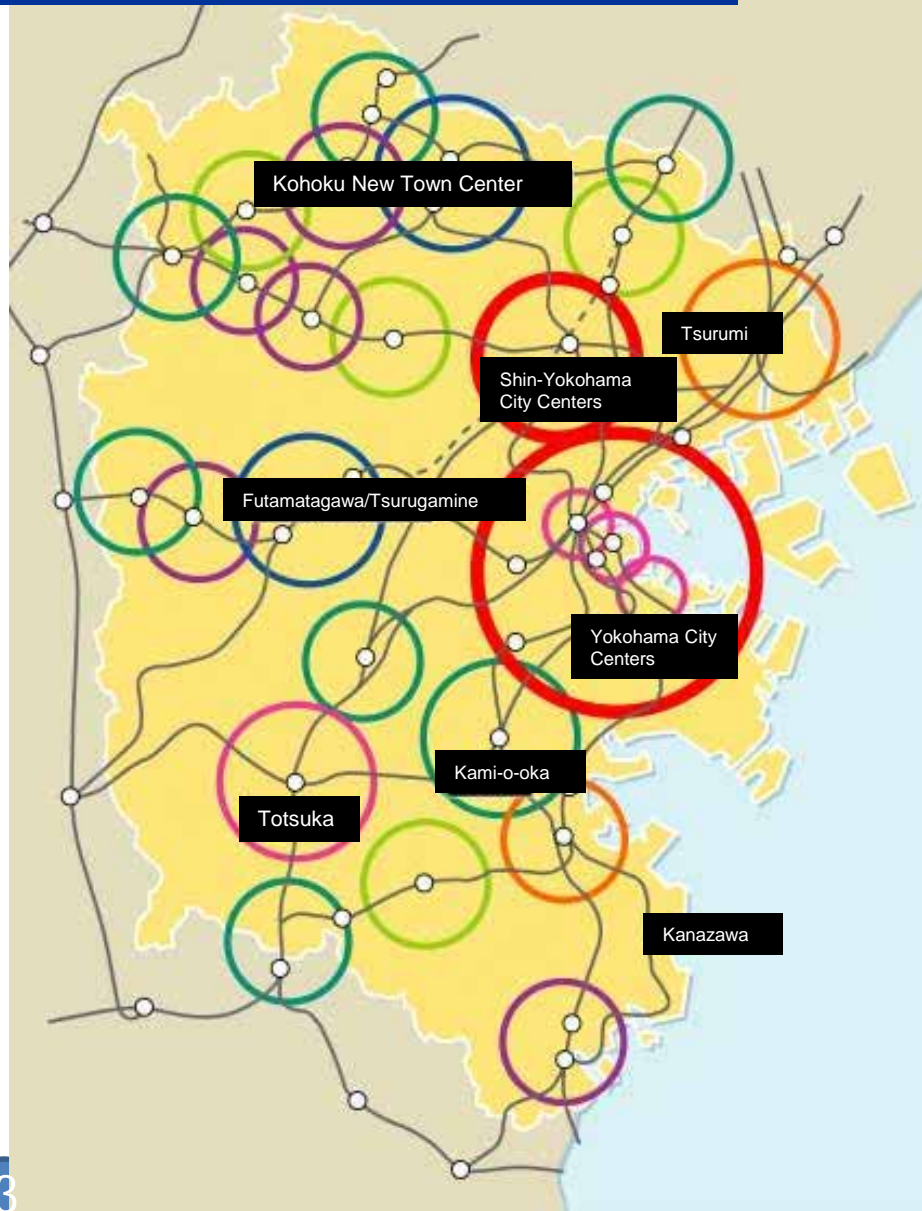 Kohoku New Town Center
Tsurumi
Shin-Yokohama
City Centers
Futamatagawa/Tsurugamine
Yokohama City
Centers
Kami-o-oka
Totsuka
Kanazawa
3